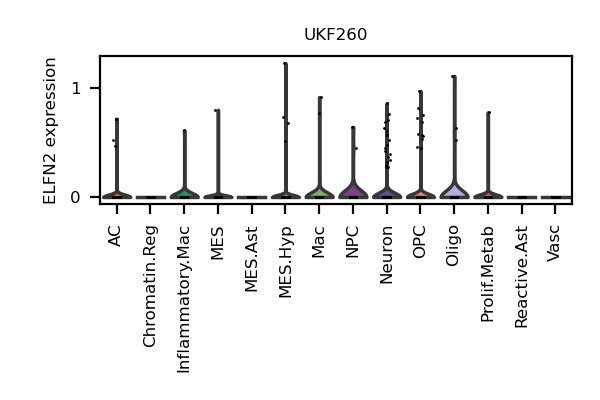 UKF260
ELFN2 expression
1
0
AC
Chromatin.Reg
Inflammatory.Mac
MES
MES.Ast
MES.Hyp
Mac
NPC
Neuron
OPC
Oligo
Prolif.Metab
Reactive.Ast
Vasc